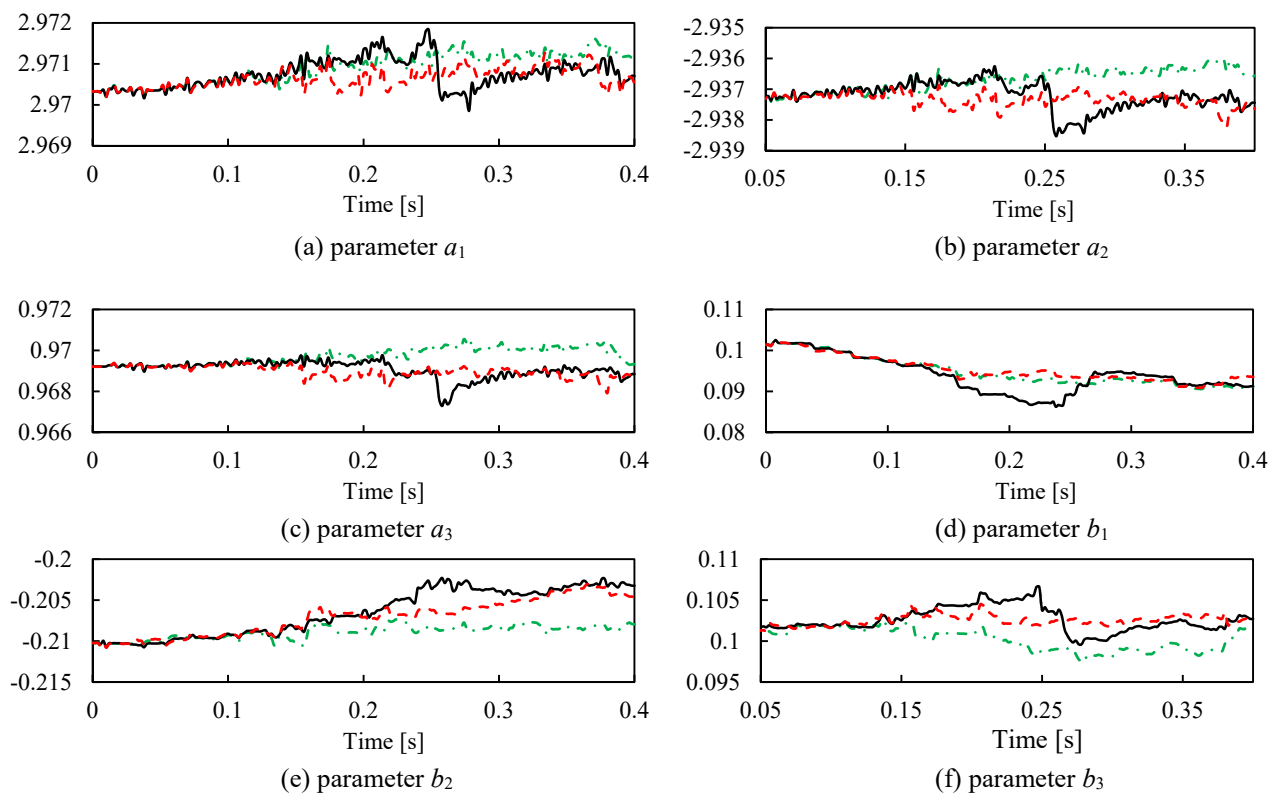 2.972
2.971
2.97
2.969
0 0.1 0.2 0.3 0.4
Time [s]
(a) parameter a1
-2.935
-2.936
-2.937
-2.938
-2.939
0.05 0.15 0.25 0.35
Time [s]
(b) parameter a2
0.972
0.97
0.968
0.966
0 0.1 0.2 0.3 0.4
Time [s]
(c) parameter a3
0.11
0.1
0.09
0.08
0 0.1 0.2 0.3 0.4
Time [s]
(d) parameter b1
-0.2
-0.205
-0.21
-0.215
0 0.1 0.2 0.3 0.4
Time [s]
(e) parameter b2
0.11
0.105
0.1
0.095
0.05 0.15 0.25 0.35
Time [s]
(f) parameter b3